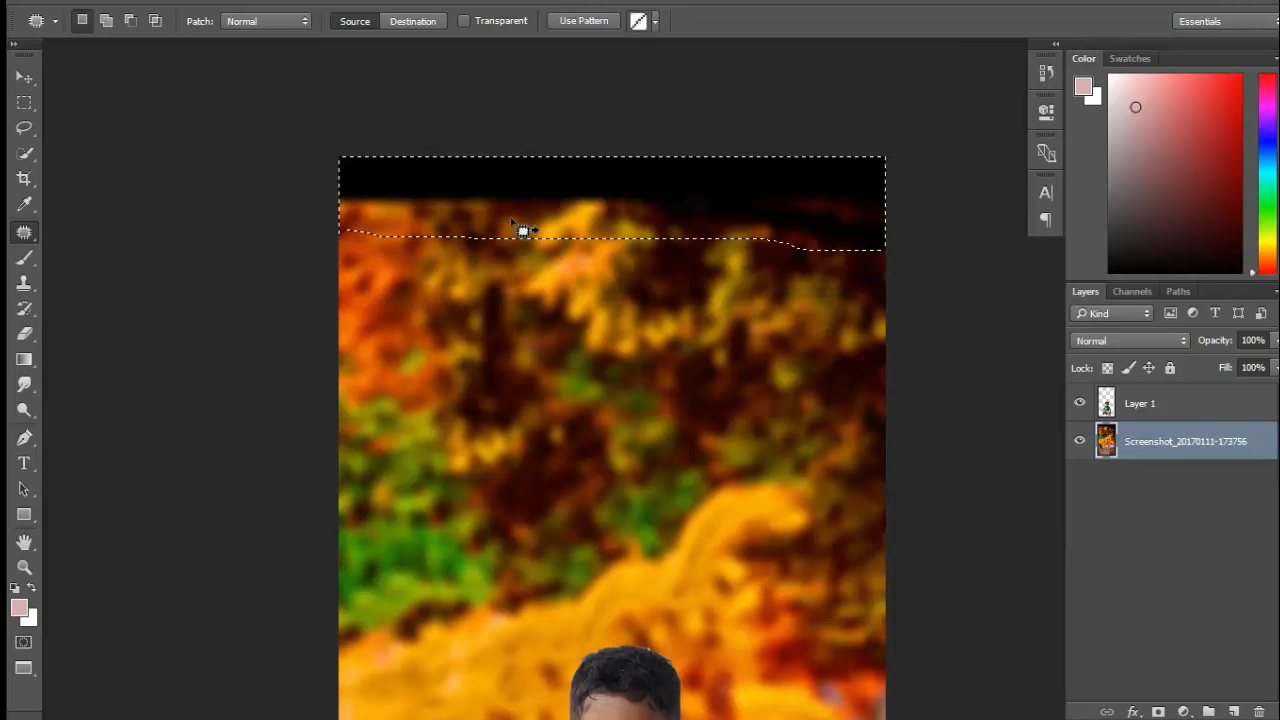 Patch: Normal Source Destination Transparent Use Pattern Essentials
Color Swatches
A
T
Layers Channels Paths
Kind T
Normal Opacity: 100%
Lock: Fill: 100%
Layer 1
Screenshot_20170111-173756
fx